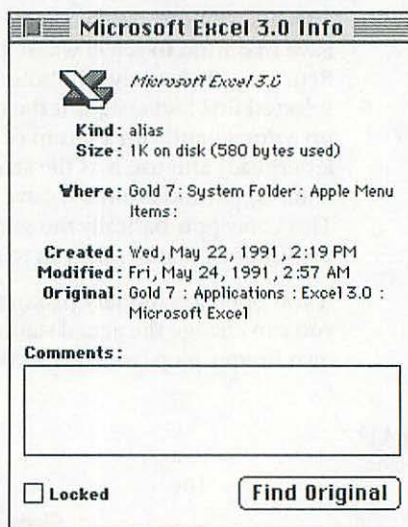 Microsoft Excel 3.0 Info
Microsoft Excel 3.0
Kind: alias
Size: 1K on disk (580 bytes used)
Where: Gold 7: System Folder: Apple Menu
Items:
Created: Wed, May 22, 1991, 2:19 PM
Modified: Fri, May 24, 1991, 2:57 AM
Original: Gold 7 : Applications : Excel 3.0 :
Microsoft Excel
Comments:
Locked
Find Original